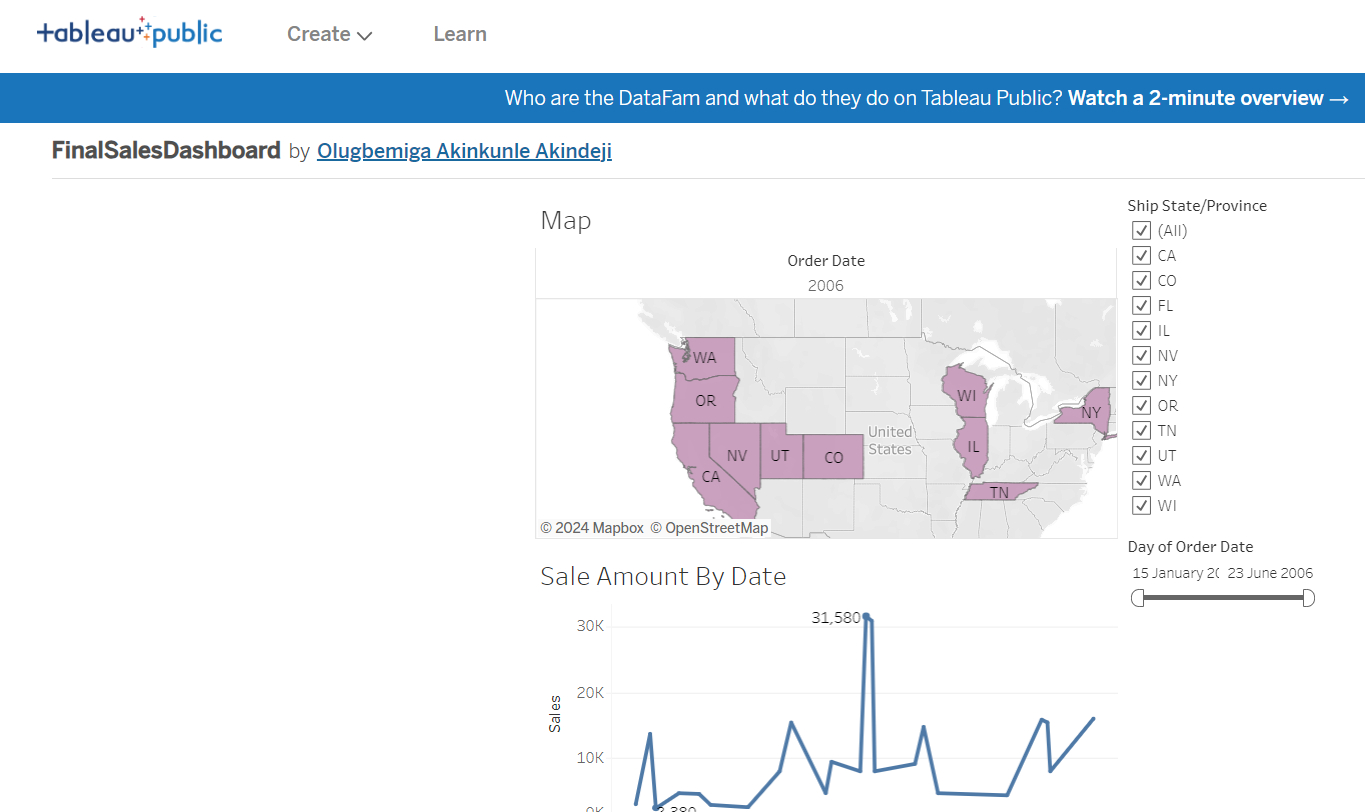 tableau public
Create
Learn
Who are the DataFam and what do they do on Tableau Public? Watch a 2-minute overview →
FinalSalesDashboard by Olugbemiga Akinkunle Akindeji
Map
Order Date
2006
WA
OR
NV
UT
CO
CA
United
States
WI
IL
TN
NY
© 2024 Mapbox © OpenStreetMap
Sale Amount By Date
31,580
30K
20K
10K
0K
Sales
Ship State/Province
(All)
CA
CO
FL
IL
NV
NY
OR
TN
UT
WA
WI
Day of Order Date
15 January 20 23 June 2006